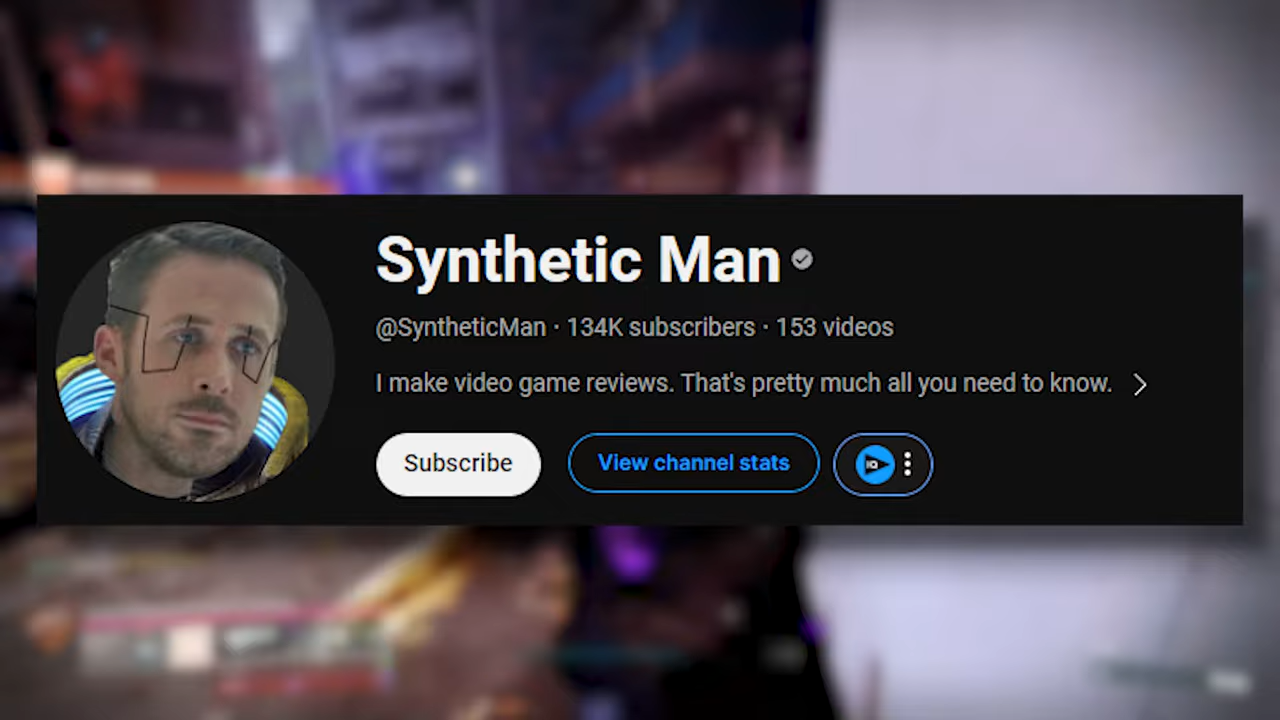 Synthetic Man
@SyntheticMan · 134K subscribers · 153 videos
I make video game reviews. That's pretty much all you need to know.
Subscribe
View channel stats
IQ